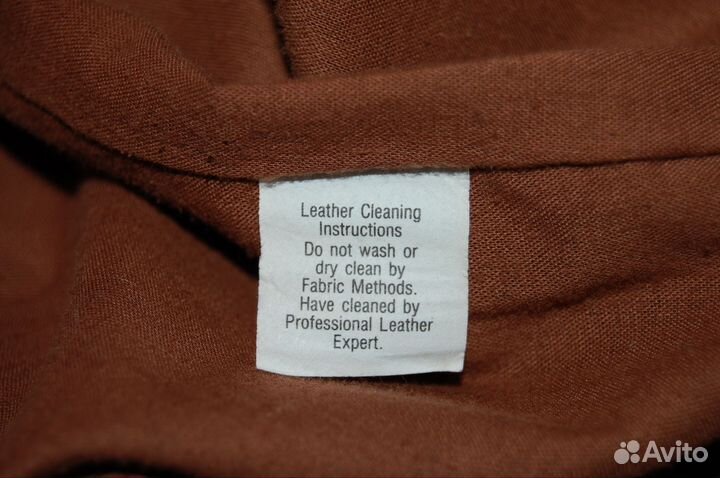 Leather Cleaning
Instructions
Do not wash or
dry clean by
Fabric Methods.
Have cleaned by
Professional Leather
Expert.
Avito